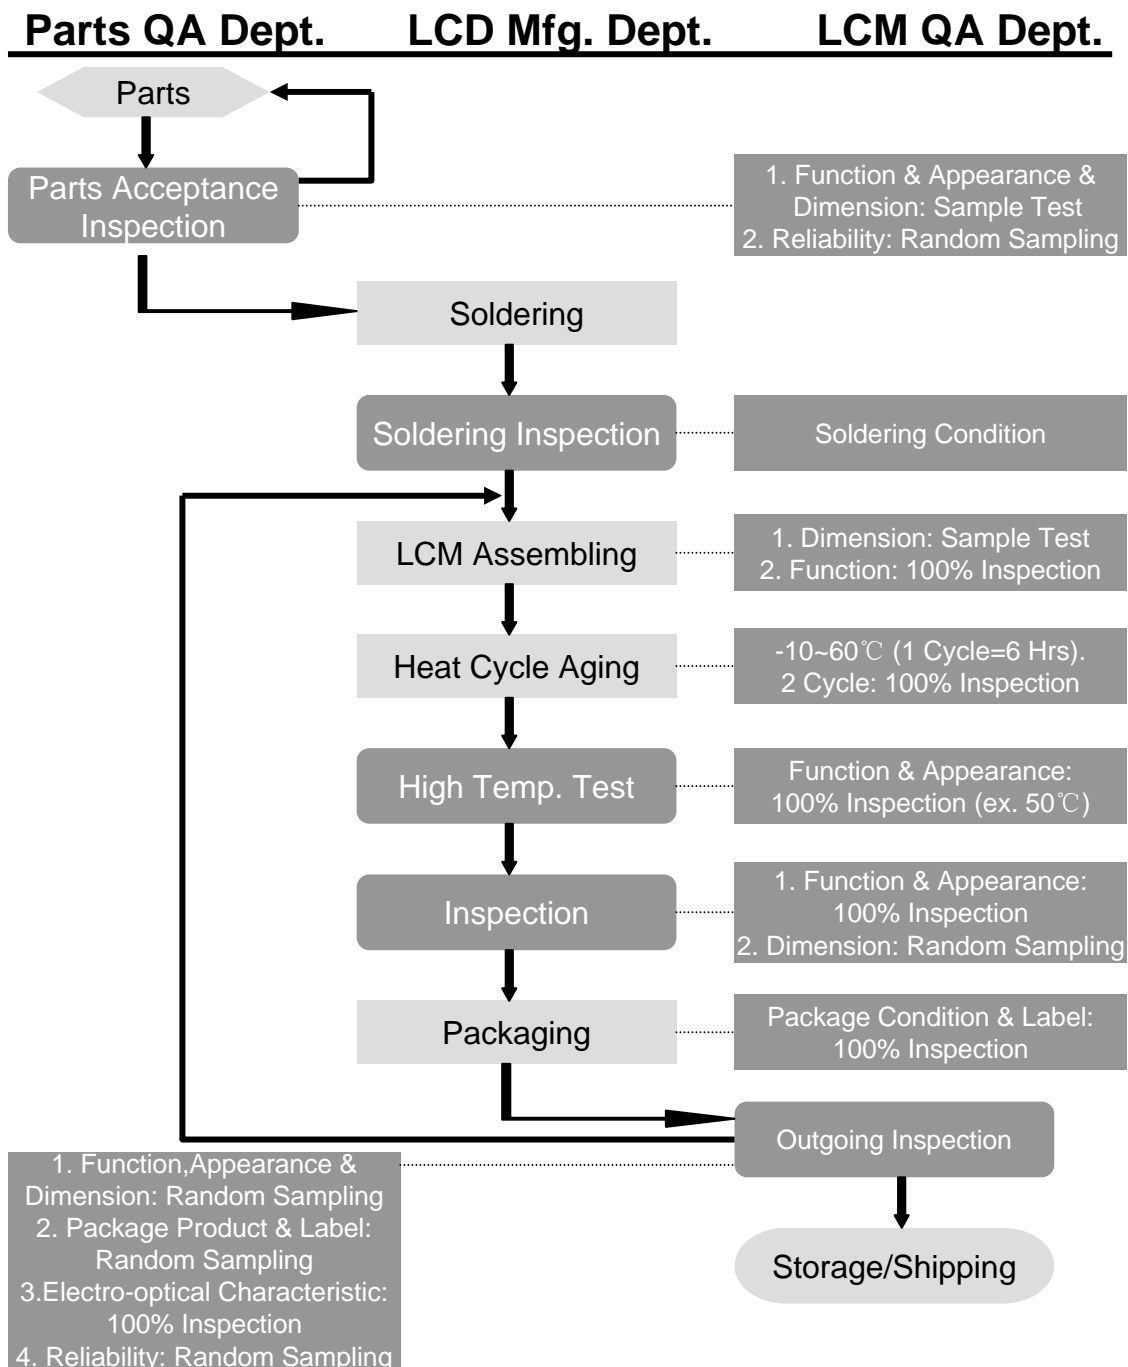 Parts QA Dept.
LCD Mfg. Dept.
LCM QA Dept.
Parts
Parts Acceptance
Inspection
1. Function & Appearance &
Dimension: Sample Test
2. Reliability: Random Sampling
Soldering
Soldering Inspection
Soldering Condition
LCM Assembling
1. Dimension: Sample Test
2. Function: 100% Inspection
Heat Cycle Aging
-10~60℃ (1 Cycle=6 Hrs).
2 Cycle: 100% Inspection
High Temp. Test
Function & Appearance:
100% Inspection (ex. 50℃)
Inspection
1. Function & Appearance:
100% Inspection
2. Dimension: Random Sampling
Packaging
Package Condition & Label:
100% Inspection
Outgoing Inspection
1. Function,Appearance &
Dimension: Random Sampling
2. Package Product & Label:
Random Sampling
3.Electro-optical Characteristic:
100% Inspection
4. Reliability: Random Sampling
Storage/Shipping